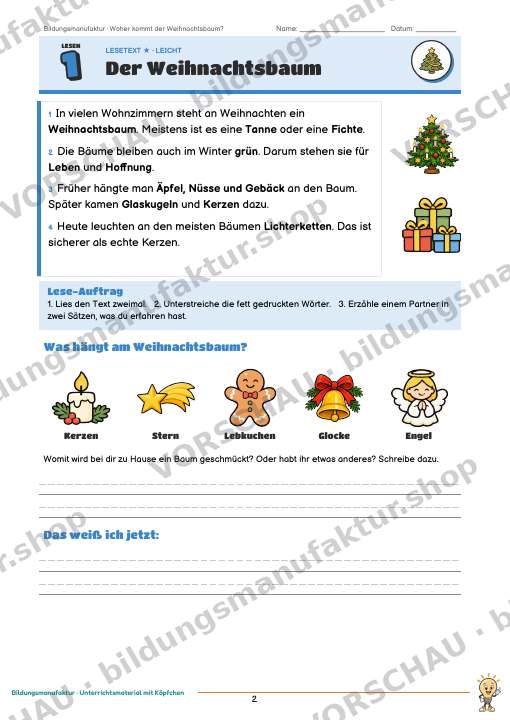 Bildungsmanufaktur · Woher kommt der Weihnachtsbaum? Name: Datum:
LESEN
1
LESETEXT ★ · LEICHT
Der Weihnachtsbaum
1 In vielen Wohnzimmern steht an Weihnachten ein
Weihnachtsbaum. Meistens ist es eine Tanne oder eine Fichte.
2 Die Bäume bleiben auch im Winter grün. Darum stehen sie für
Leben und Hoffnung.
3 Früher hängte man Äpfel, Nüsse und Gebäck an den Baum.
Später kamen Glaskugeln und Kerzen dazu.
4 Heute leuchten an den meisten Bäumen Lichterketten. Das ist
sicherer als echte Kerzen.
Lese-Auftrag
1. Lies den Text zweimal. 2. Unterstreiche die fett gedruckten Wörter. 3. Erzähle einem Partner in
zwei Sätzen, was du erfahren hast.
Was hängt am Weihnachtsbaum?
Kerzen Stern Lebkuchen Glocke Engel
Womit wird bei dir zu Hause ein Baum geschmückt? Oder habt ihr etwas anderes? Schreibe dazu.
Das weiß ich jetzt:
Bildungsmanufaktur · Unterrichtsmaterial mit Köpfchen
2
VORSCHAU · bildungsmanufaktur.shop